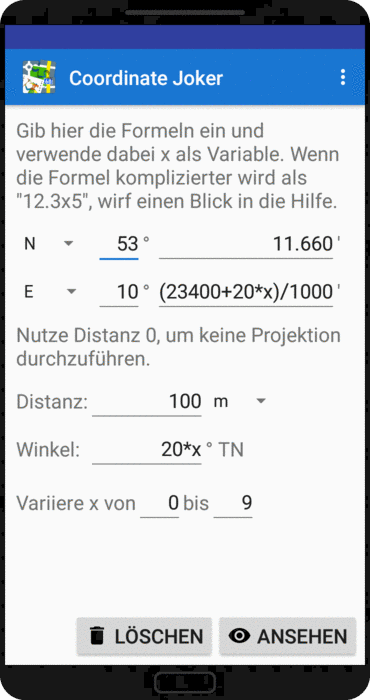 Coordinate Joker
Gib hier die Formeln ein und
verwende dabei x als Variable. Wenn
die Formel komplizierter wird als
"12.3x5", wirf einen Blick in die Hilfe.
N 53 ° 11.660 '
E 10 ° (23400+20*x)/1000 '
Nutze Distanz 0, um keine Projektion
durchzuführen.
Distanz: 100 m
Winkel: 20*x ° TN
Variiere x von 0 bis 9
LÖSCHEN ANSEHEN